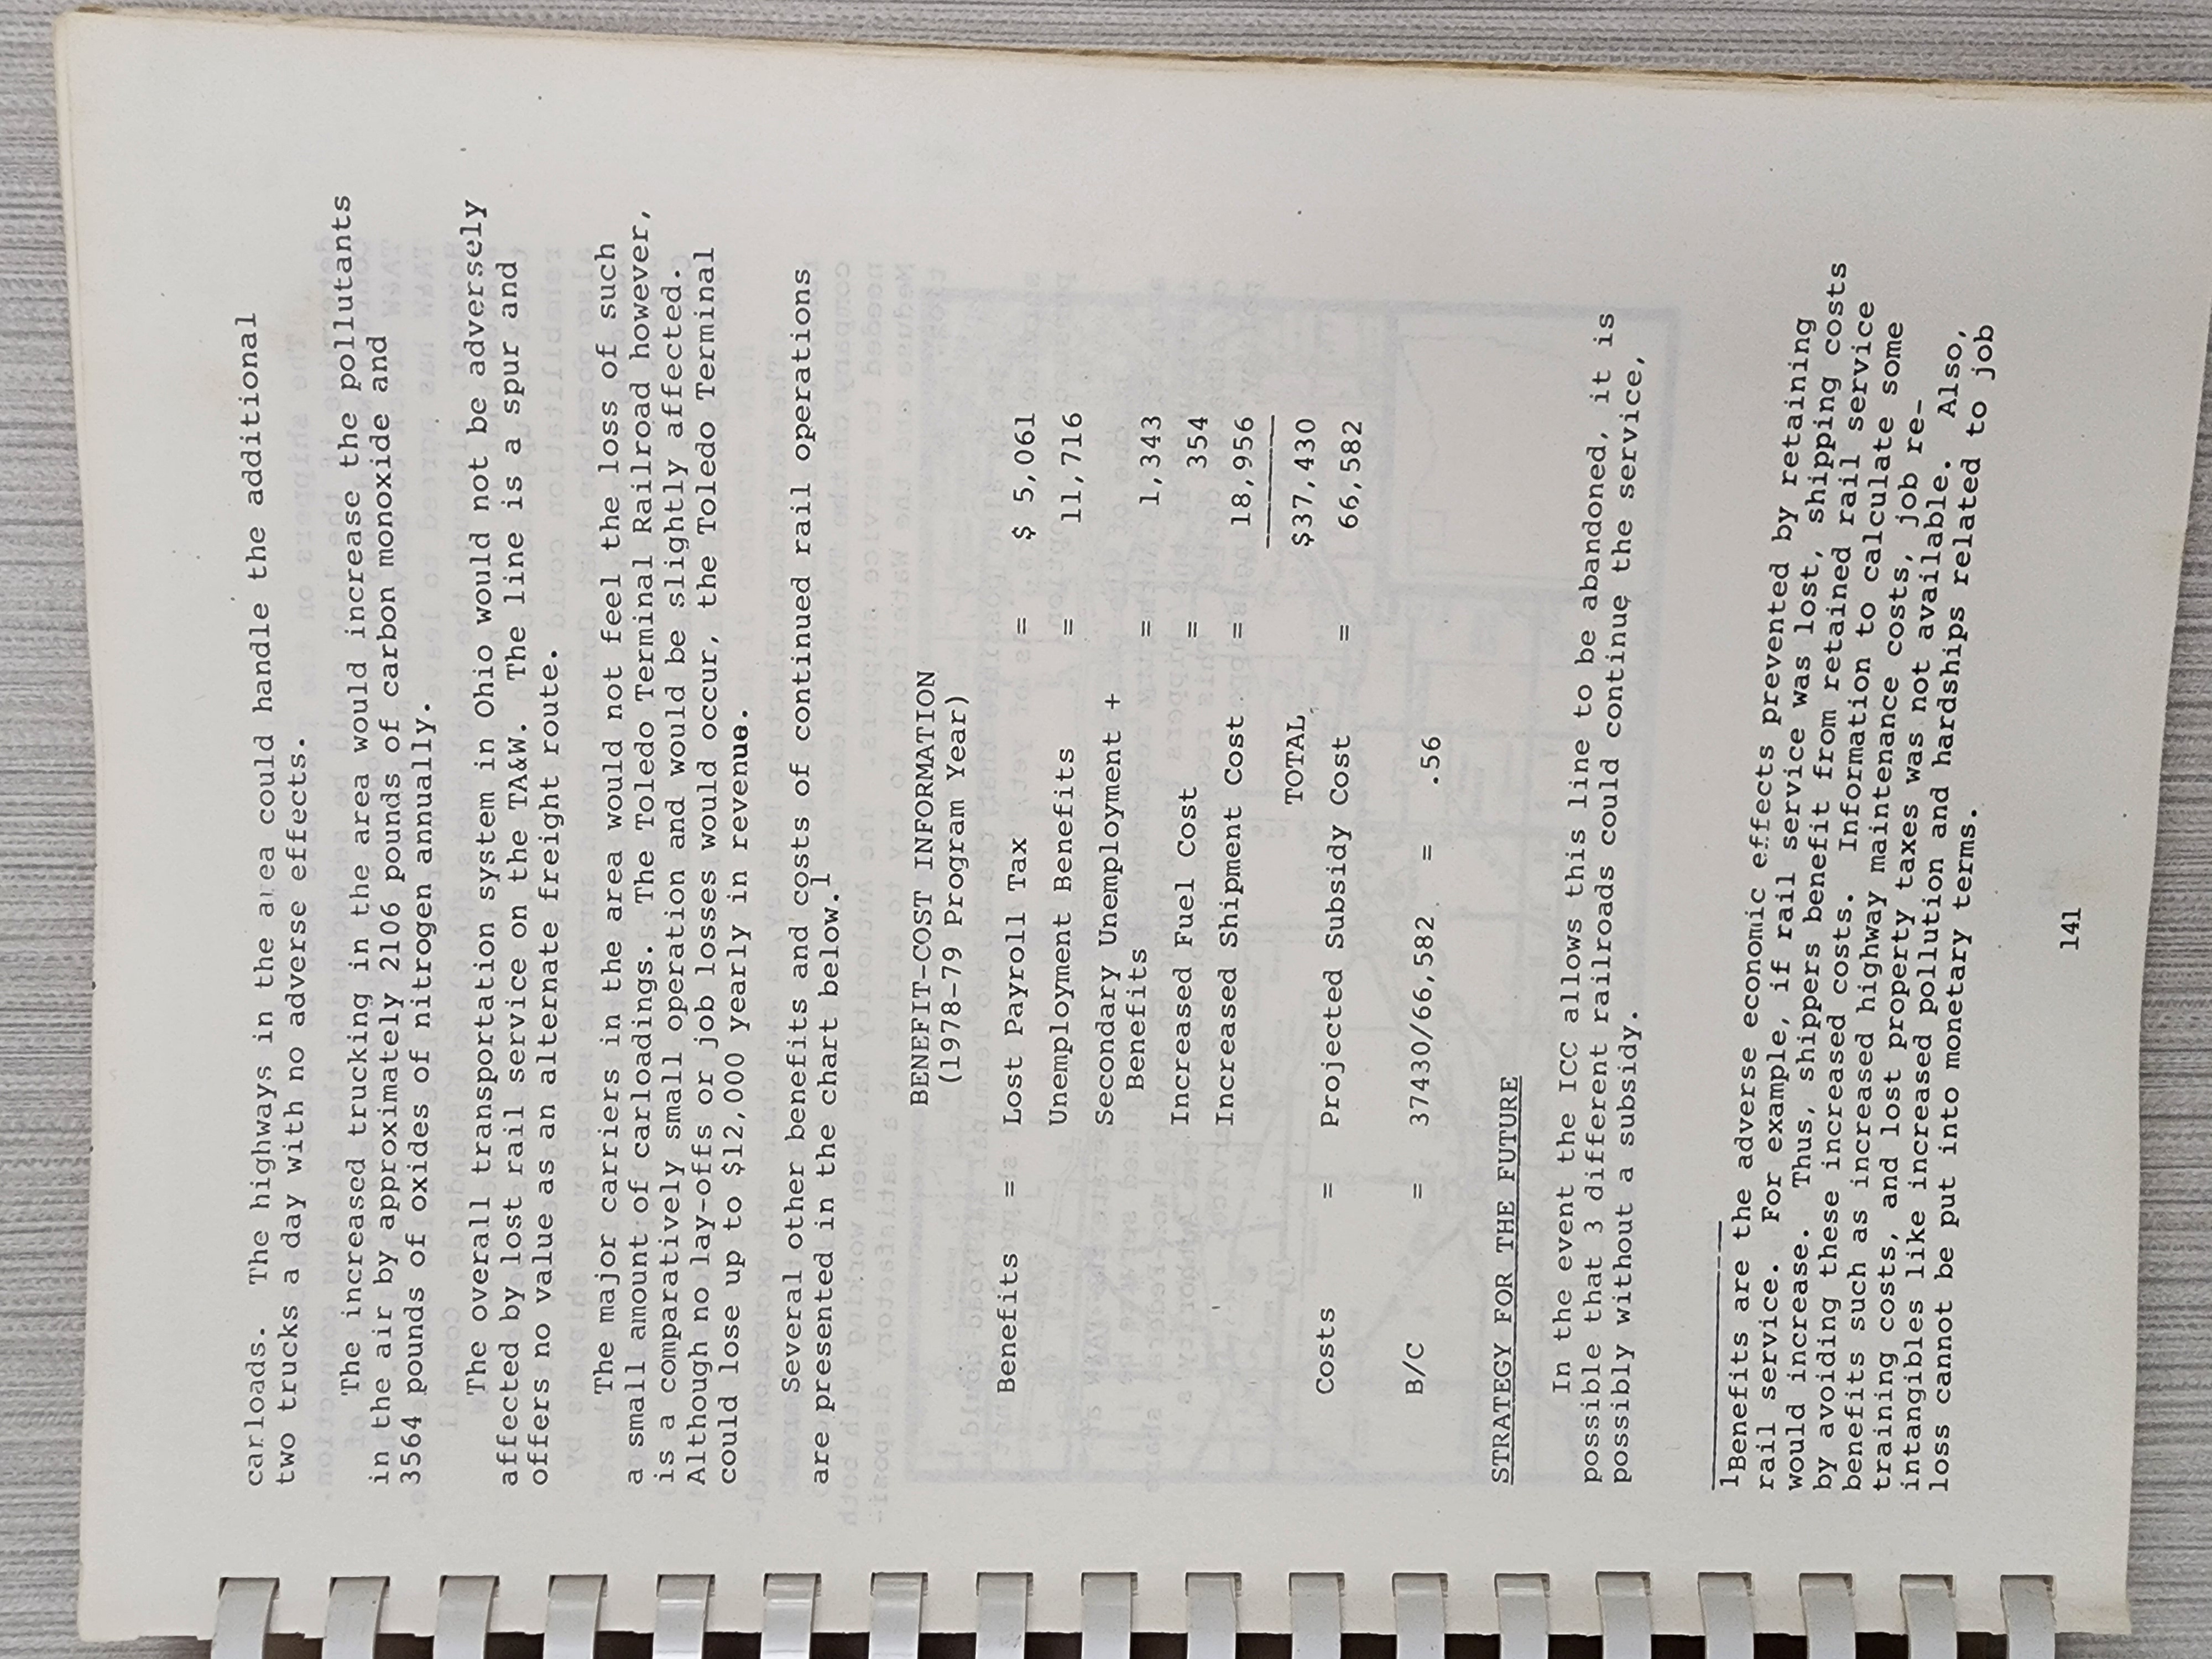 carloads. The highways in the area could handle the additional
two trucks a day with no adverse effects.
The increased trucking in the area would increase the pollutants
in the air by approximately 2106 pounds of carbon monoxide and
3564 pounds of oxides of nitrogen annually.
The overall transportation system in Ohio would not be adversely
affected by lost rail service on the TA&W. The line is a spur and
offers no value as an alternate freight route.
The major carriers in the area would not feel the loss of such
a small amount of carloadings. The Toledo Terminal Railroad however,
is a comparatively small operation and would be slightly affected.
Although no lay-offs or job losses would occur, the Toledo Terminal
could lose up to $12,000 yearly in revenue.
Several other benefits and costs of continued rail operations
are presented in the chart below.1
BENEFIT-COST INFORMATION
(1978-79 Program Year)
Benefits = Lost Payroll Tax = $ 5,061
Unemployment Benefits = 11,716
Secondary Unemployment +
Benefits = 1,343
Increased Fuel Cost = 354
Increased Shipment Cost = 18,956
TOTAL $37,430
Costs = Projected Subsidy Cost = 66,582
B/C = 37430/66,582 = .56
STRATEGY FOR THE FUTURE
In the event the ICC allows this line to be abandoned, it is
possible that 3 different railroads could continue the service,
possibly without a subsidy.
1Benefits are the adverse economic effects prevented by retaining
rail service. For example, if rail service was lost, shipping costs
would increase. Thus, shippers benefit from retained rail service
by avoiding these increased costs. Information to calculate some
benefits such as increased highway maintenance costs, job re-
training costs, and lost property taxes was not available. Also,
intangibles like increased pollution and hardships related to job
loss cannot be put into monetary terms.
141